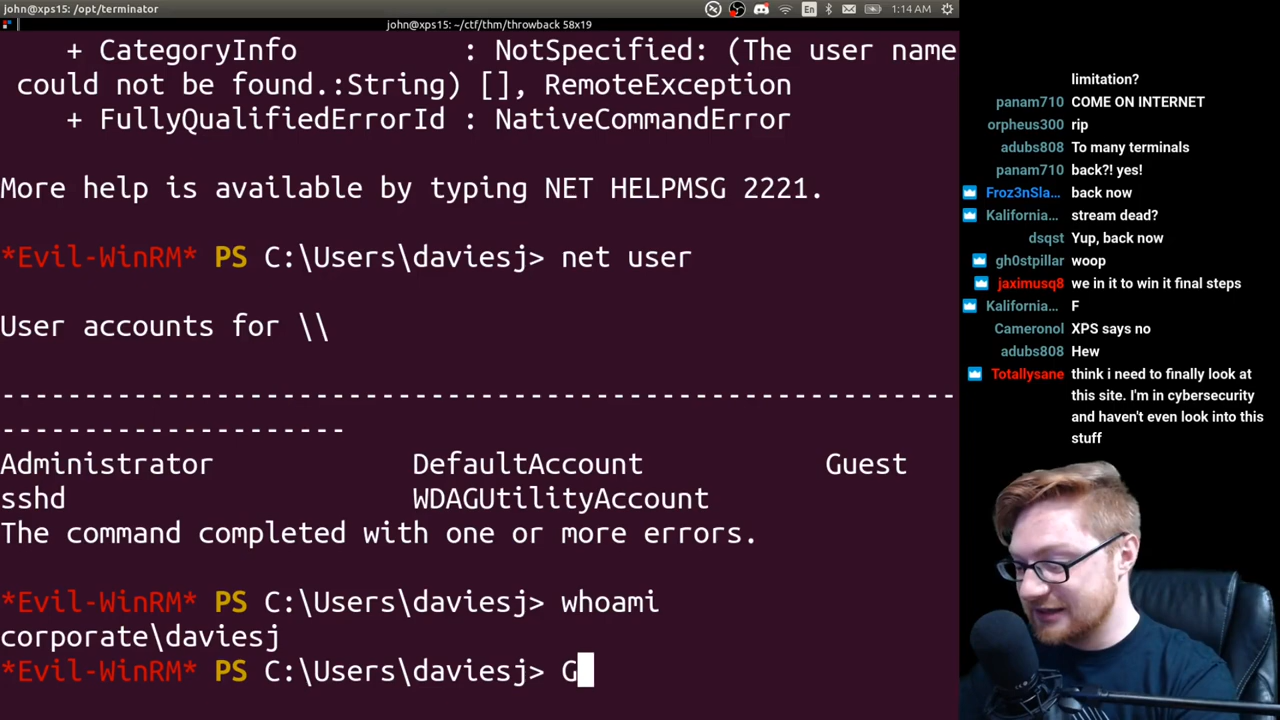 john@xps15: /opt/terminator
En
1:14 AM
john@xps15: ~/ctf/thm/throwback 58x19
+ CategoryInfo : NotSpecified: (The user name
could not be found.:String) [], RemoteException
+ FullyQualifiedErrorId : NativeCommandError
More help is available by typing NET HELPMSG 2221.
*Evil-WinRM* PS C:\Users\daviesj> net user
User accounts for \\
-------------------------------------------------------------------------------
Administrator DefaultAccount Guest
sshd WDAGUtilityAccount
The command completed with one or more errors.
*Evil-WinRM* PS C:\Users\daviesj> whoami
corporate\daviesj
*Evil-WinRM* PS C:\Users\daviesj> G
limitation?
panam710 COME ON INTERNET
orpheus300 rip
adubs808 To many terminals
panam710 back?! yes!
Froz3nSla... back now
Kalifornia... stream dead?
dsqst Yup, back now
gh0stpillar woop
jaximusq8 we in it to win it final steps
Kalifornia... F
Cameronol XPS says no
adubs808 Hew
Totallysane think i need to finally look at
this site. I'm in cybersecurity
and haven't even look into this
stuff